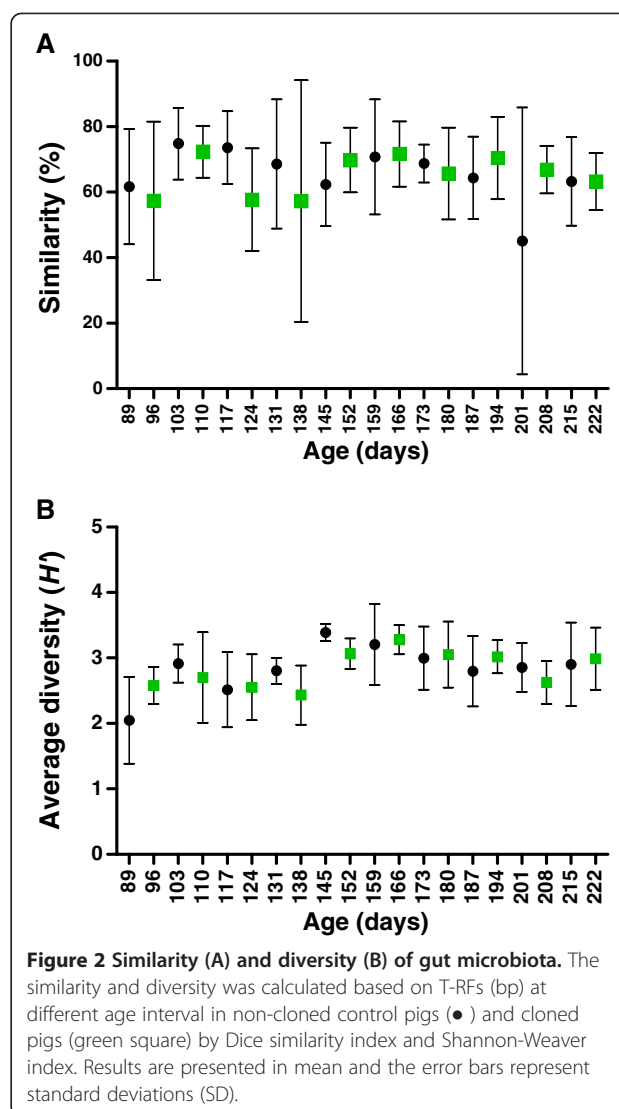 A
Similarity (%)
100
80
60
40
20
0
89 96 103 110 117 124 131 138 145 152 159 166 173 180 187 194 201 208 215 222
Age (days)
B
Average diversity (H')
5
4
3
2
1
0
89 96 103 110 117 124 131 138 145 152 159 166 173 180 187 194 201 208 215 222
Age (days)
Figure 2 Similarity (A) and diversity (B) of gut microbiota. The
similarity and diversity was calculated based on T-RFs (bp) at
different age interval in non-cloned control pigs (● ) and cloned
pigs (green square) by Dice similarity index and Shannon-Weaver
index. Results are presented in mean and the error bars represent
standard deviations (SD).